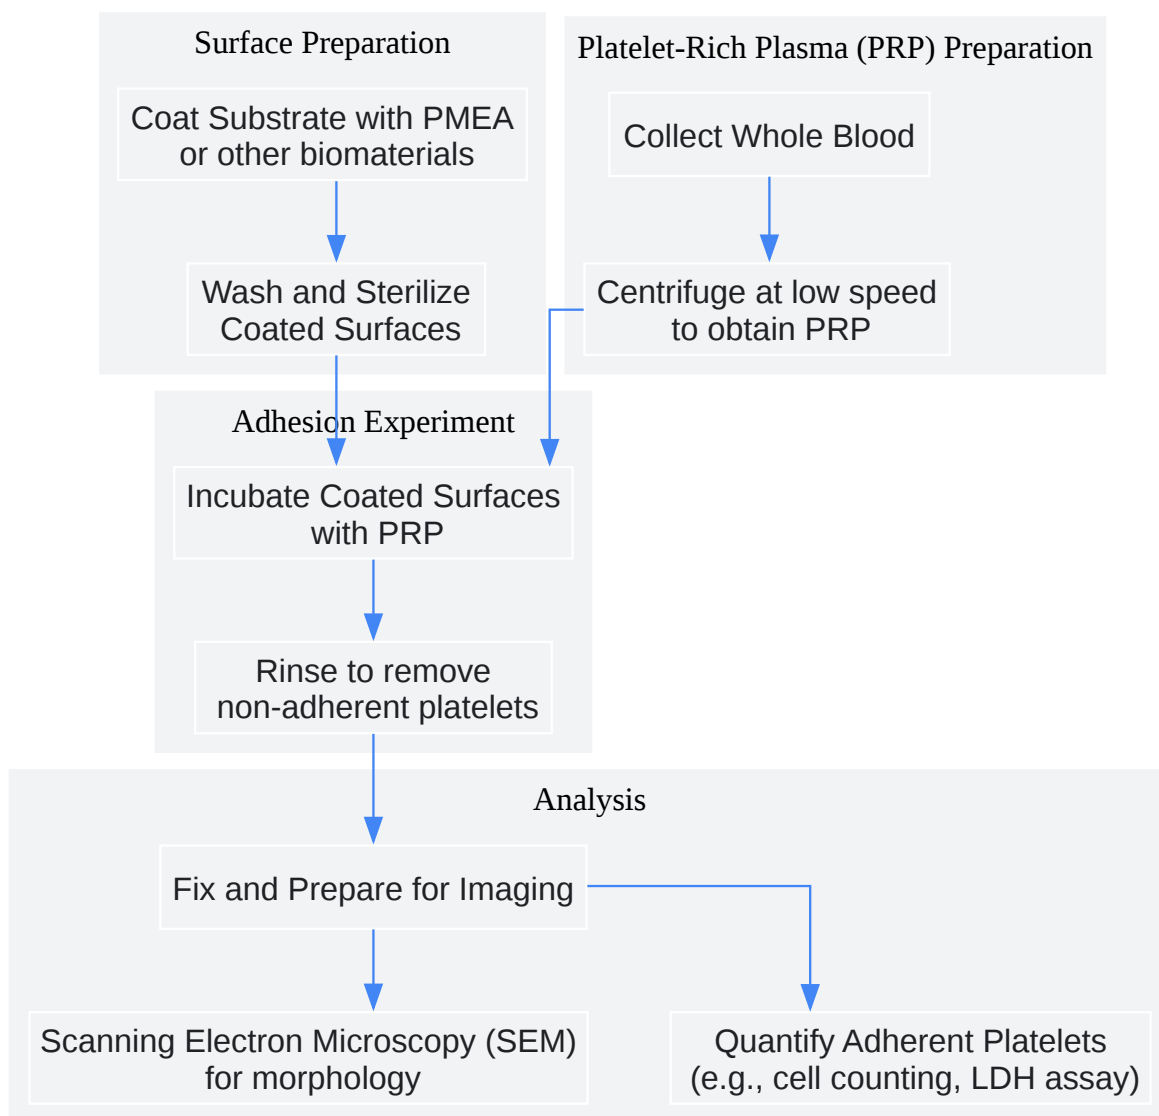 Surface Preparation
Coat Substrate with PMEA
or other biomaterials
Wash and Sterilize
Coated Surfaces
Platelet-Rich Plasma (PRP) Preparation
Collect Whole Blood
Centrifuge at low speed
to obtain PRP
Adhesion Experiment
Incubate Coated Surfaces
with PRP
Rinse to remove
non-adherent platelets
Analysis
Fix and Prepare for Imaging
Scanning Electron Microscopy (SEM)
for morphology
Quantify Adherent Platelets
(e.g., cell counting, LDH assay)